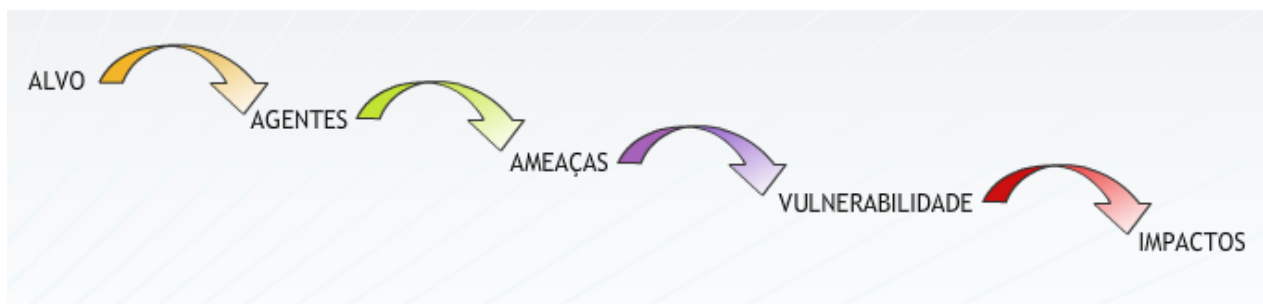 ALVO
AGENTES
AMEAÇAS
VULNERABILIDADE
IMPACTOS